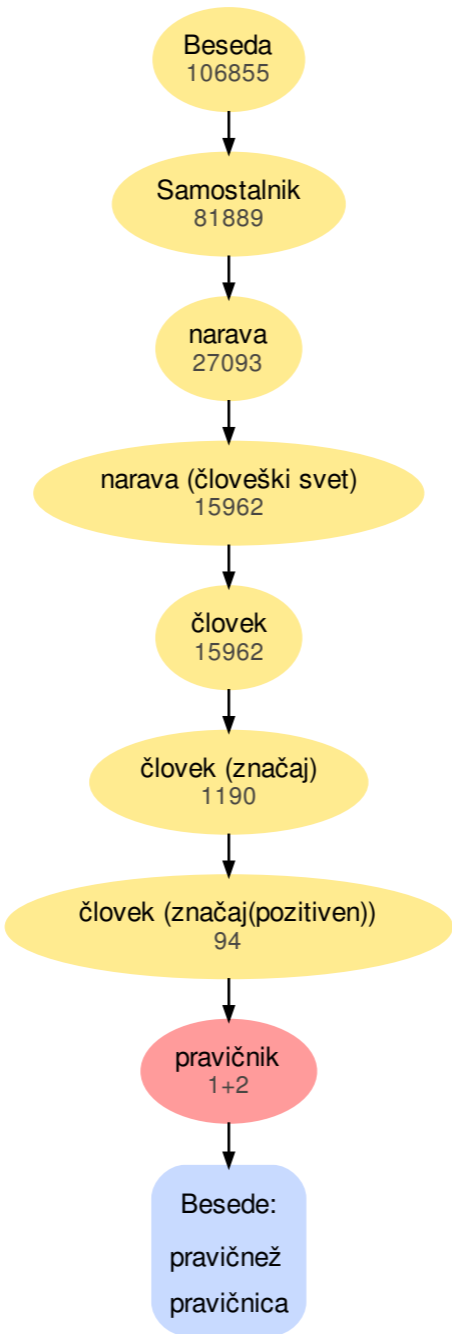 Beseda
106855
Samostalnik
81889
narava
27093
narava (človeški svet)
15962
človek
15962
človek (značaj)
1190
človek (značaj(pozitiven))
94
pravičnik
1+2
Besede:
pravičnež
pravičnica